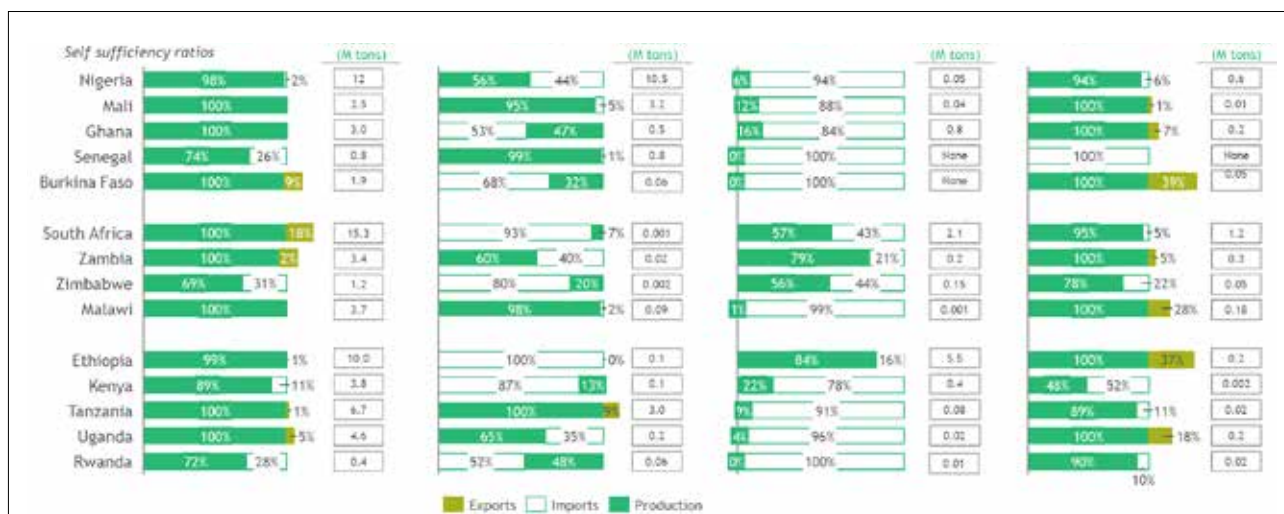 Self sufficiency ratios (M tons) (M tons) (M tons) (M tons)
Nigeria 98% 2% 12 56% 44% 10.5 6% 94% 0.05 94% 6% 0.6
Mali 100% 95% 5% 3.2 12% 88% 0.04 100% 1% 0.01
Ghana 100% 3.0 53% 47% 0.5 16% 84% 0.8 100% 7% 0.2
Senegal 74% 26% 0.8 99% 1% 0.8 0% 100% None 100% None
Burkina Faso 100% 9% 1.9 68% 32% 0.06 0% 100% None 100% 39% 0.05
South Africa 100% 18% 15.3 93% 7% 0.001 57% 43% 2.1 95% 5% 1.2
Zambia 100% 3.4 60% 40% 0.02 79% 21% 0.2 100% 5% 0.3
Zimbabwe 69% 31% 1.2 80% 20% 0.002 56% 44% 0.15 78% 22% 0.05
Malawi 100% 3.7 98% 2% 0.09 1% 99% 0.001 100% 28% 0.18
Ethiopia 99% 1% 10.0 100% 0% 0.1 84% 16% 5.5 100% 37% 0.2
Kenya 89% 11% 3.8 87% 13% 0.1 22% 78% 0.4 48% 52% 0.002
Tanzania 100% 1% 6.7 100% 9% 3.0 9% 91% 0.08 89% 11% 0.02
Uganda 100% 5% 4.6 65% 35% 0.2 4% 96% 0.02 100% 18% 0.2
Rwanda 72% 28% 0.4 52% 48% 0.06 0% 100% 0.01 90% 0.02
10%
Exports Imports Production